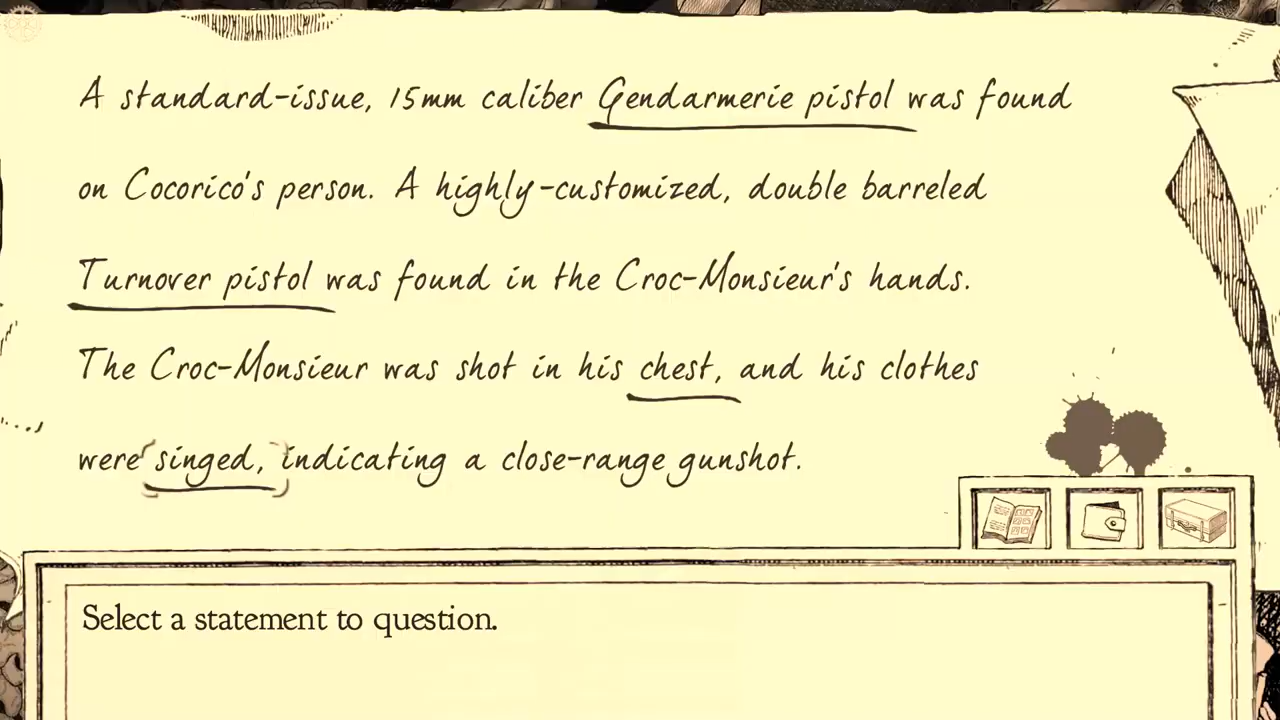 A standard-issue, 15mm caliber Gendarmerie pistol was found
on Cocorico's person. A highly-customized, double barreled
Turnover pistol was found in the Croc-Monsieur's hands.
The Croc-Monsieur was shot in his chest, and his clothes
were singed, indicating a close-range gunshot.
Select a statement to question.